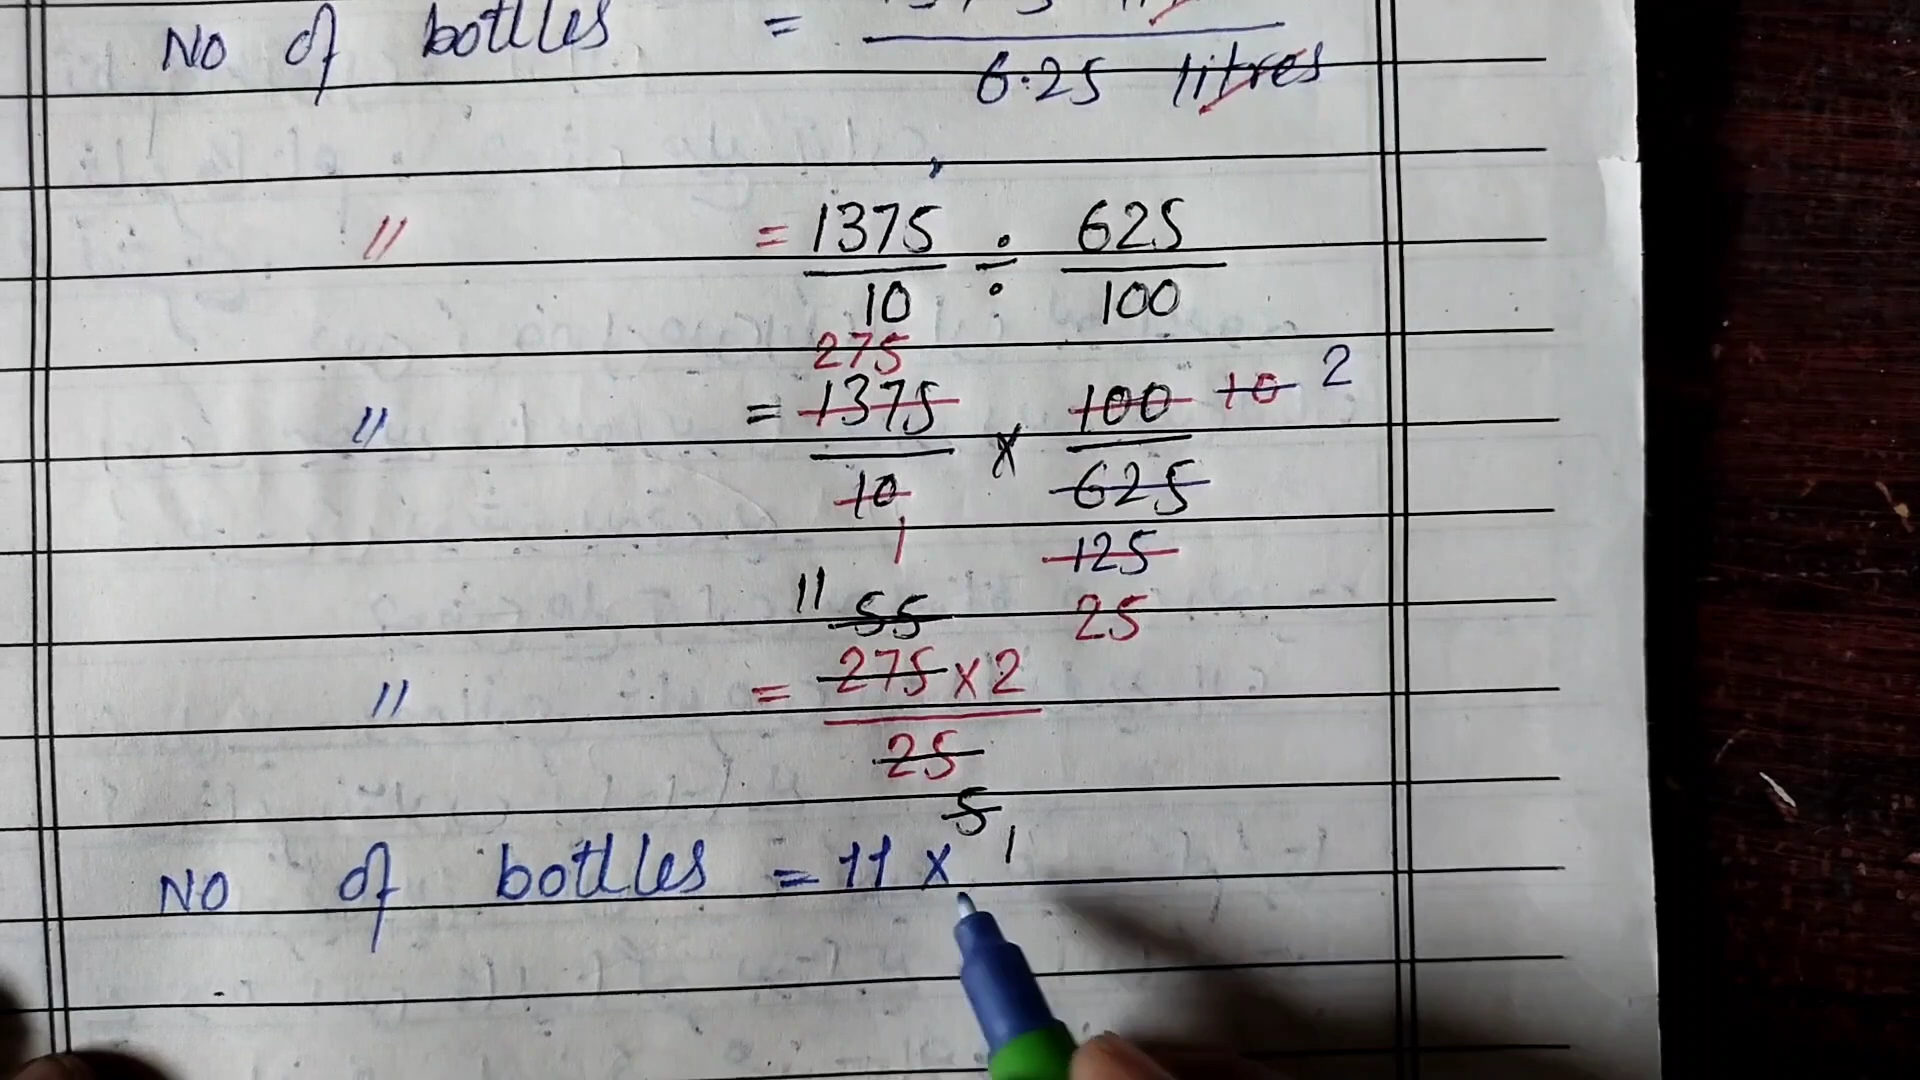 No of bottles =
6.25 litres
〃 = 1375 ÷ 625
10 100
275
〃 = 1375 × 100 10 2
10 625
1 125
11 55 25
〃 = 275 × 2
25
5 1
No of bottles = 11 ×